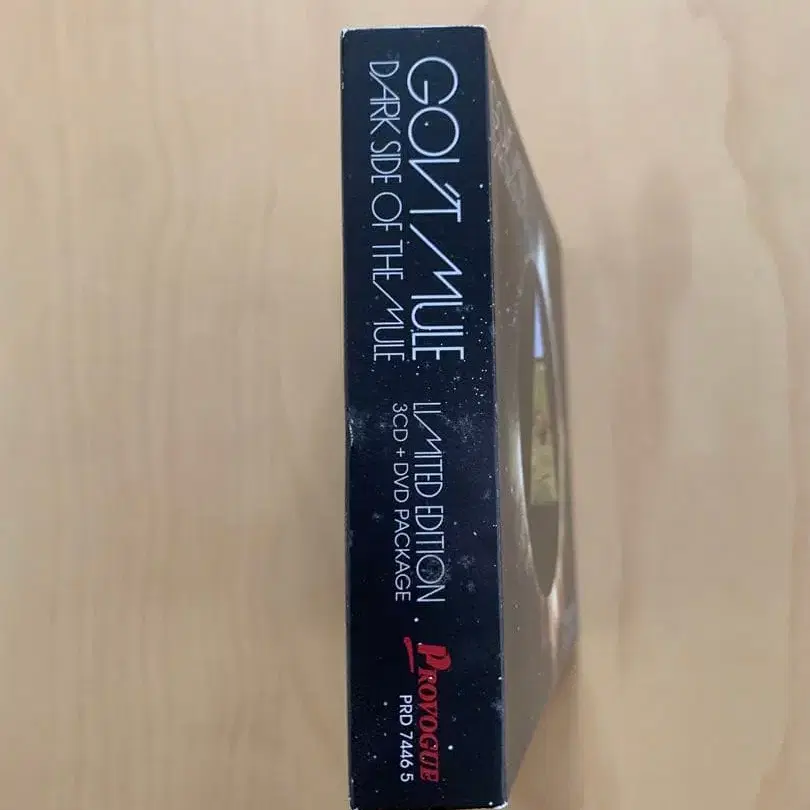 GOV'T MULE
DARK SIDE OF THE MULE
LIMITED EDITION
3CD + DVD PACKAGE
PROVOGUE
PRD 7446 5